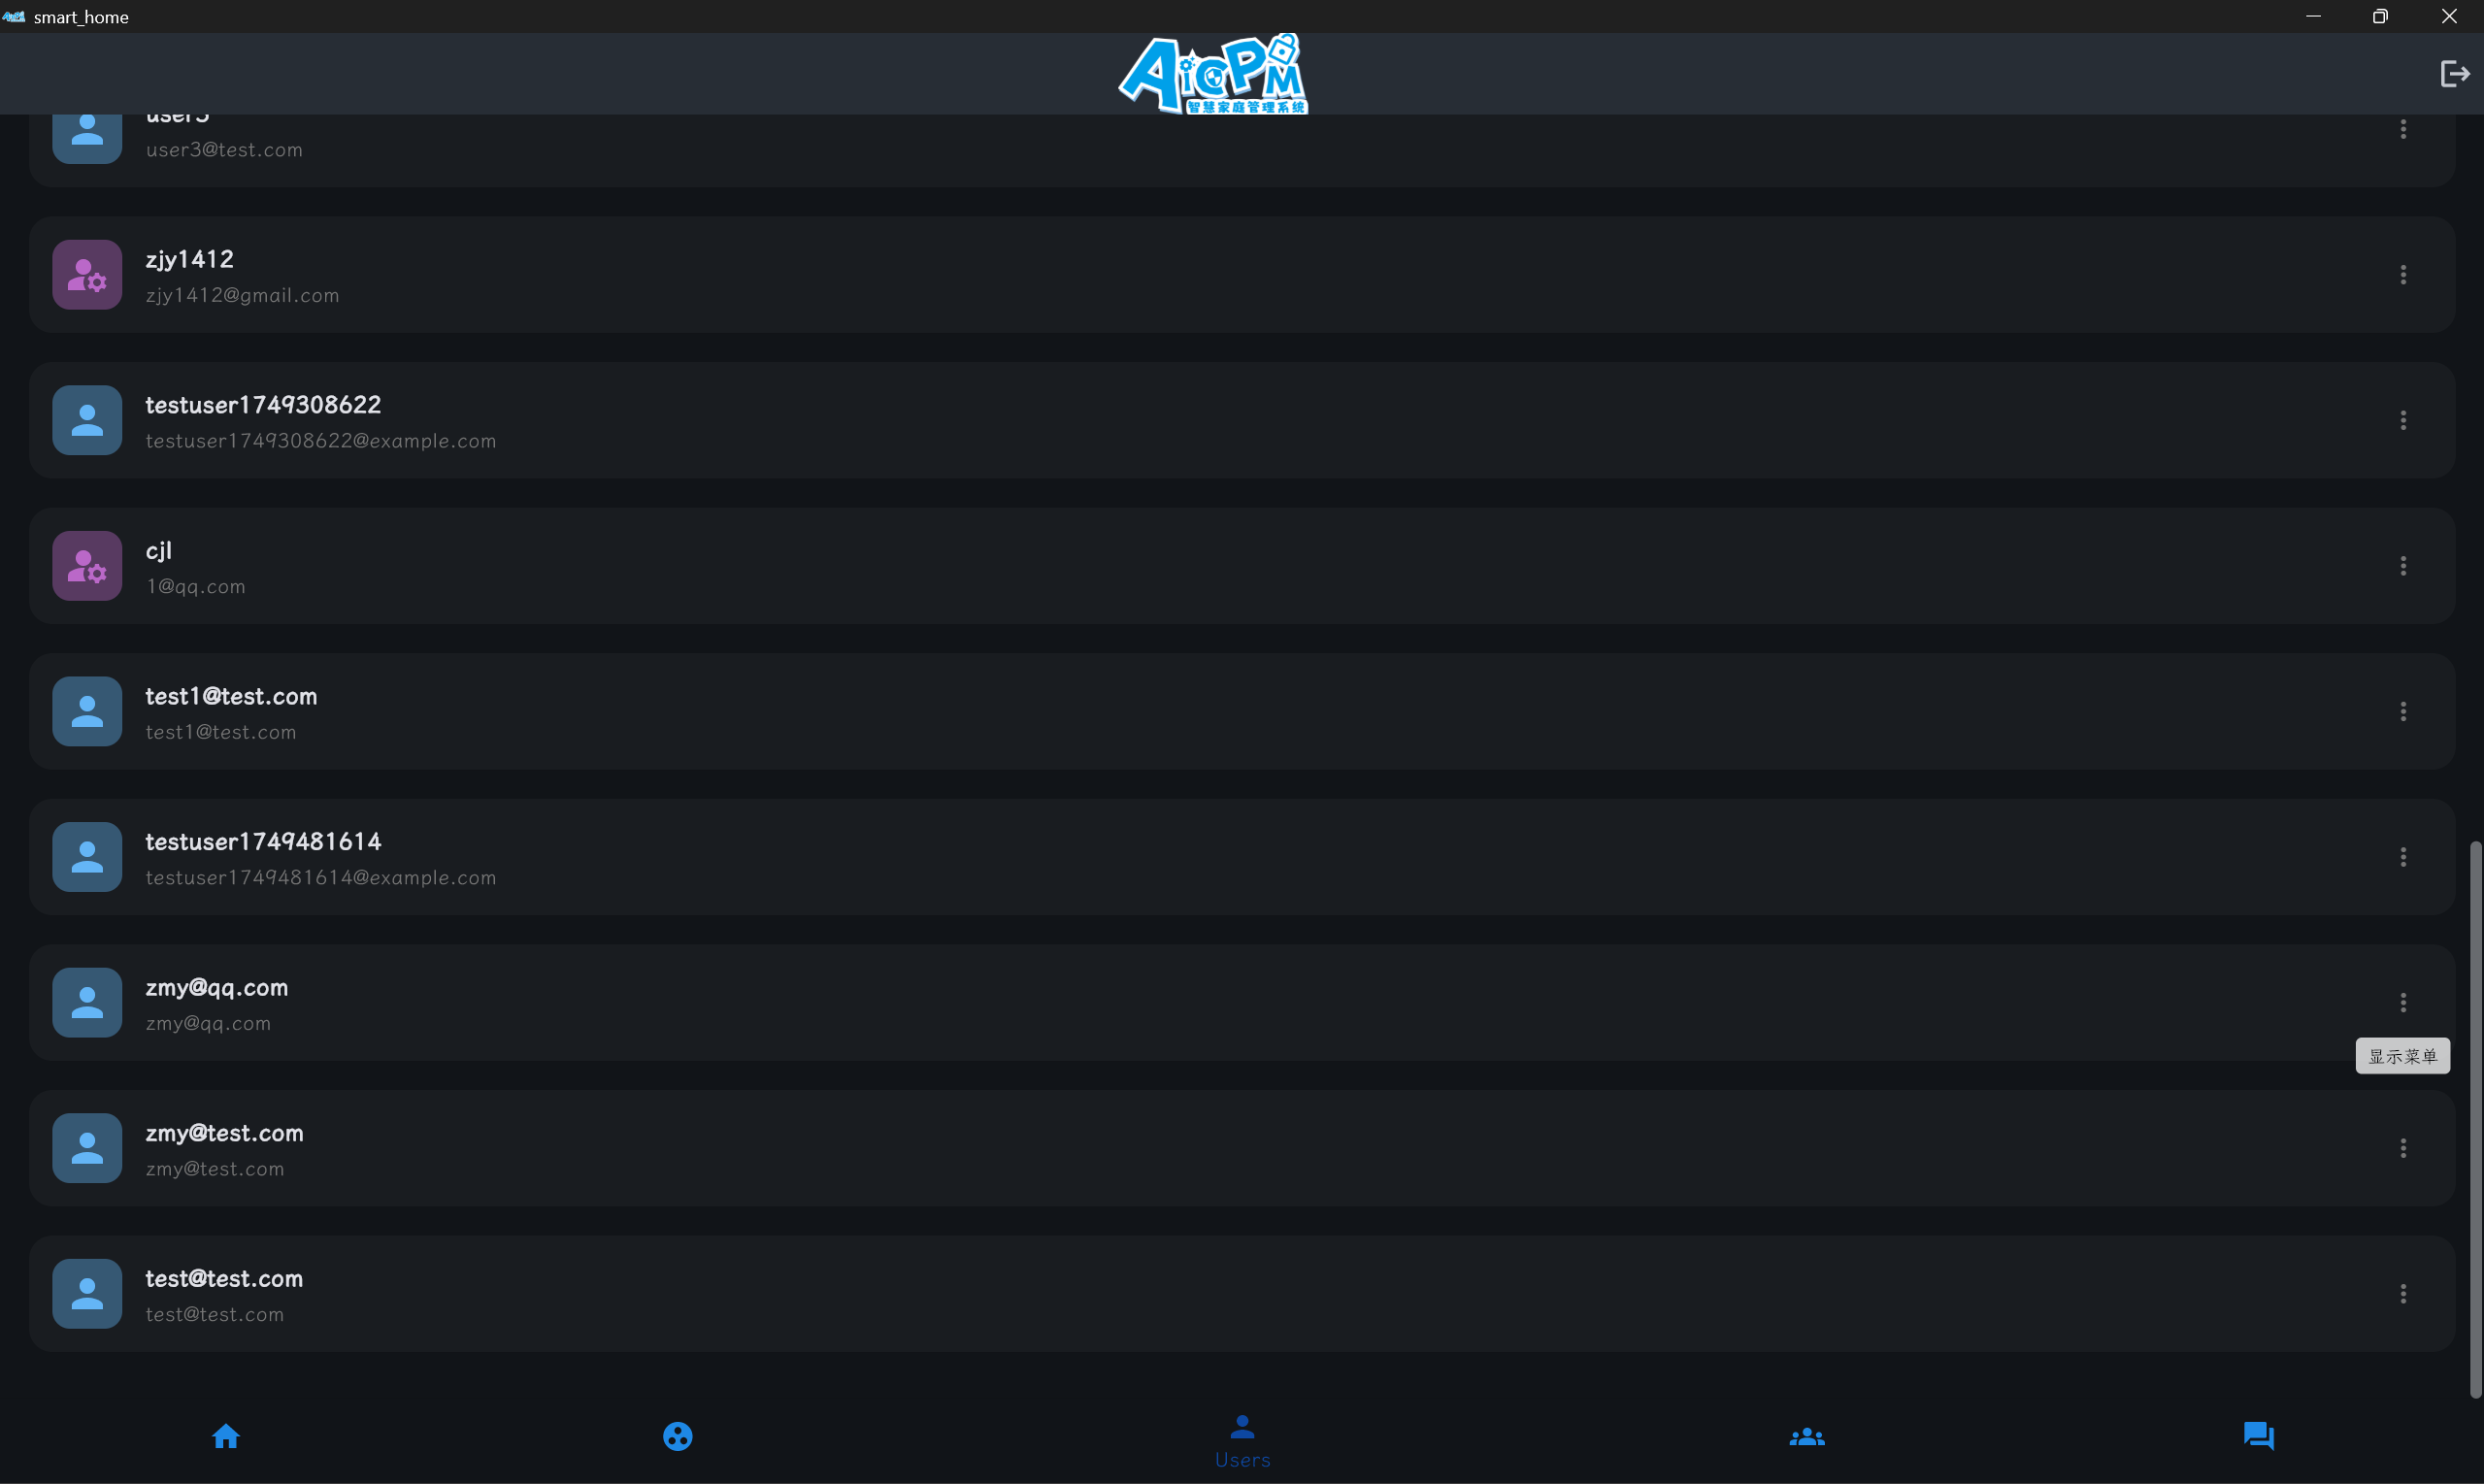 smart_home
AiCPM
智慧家庭管理系统
user3
user3@test.com
zjy1412
zjy1412@gmail.com
testuser1749308622
testuser1749308622@example.com
cjl
1@qq.com
test1@test.com
test1@test.com
testuser1749481614
testuser1749481614@example.com
zmy@qq.com
zmy@qq.com
显示菜单
zmy@test.com
zmy@test.com
test@test.com
test@test.com
Users